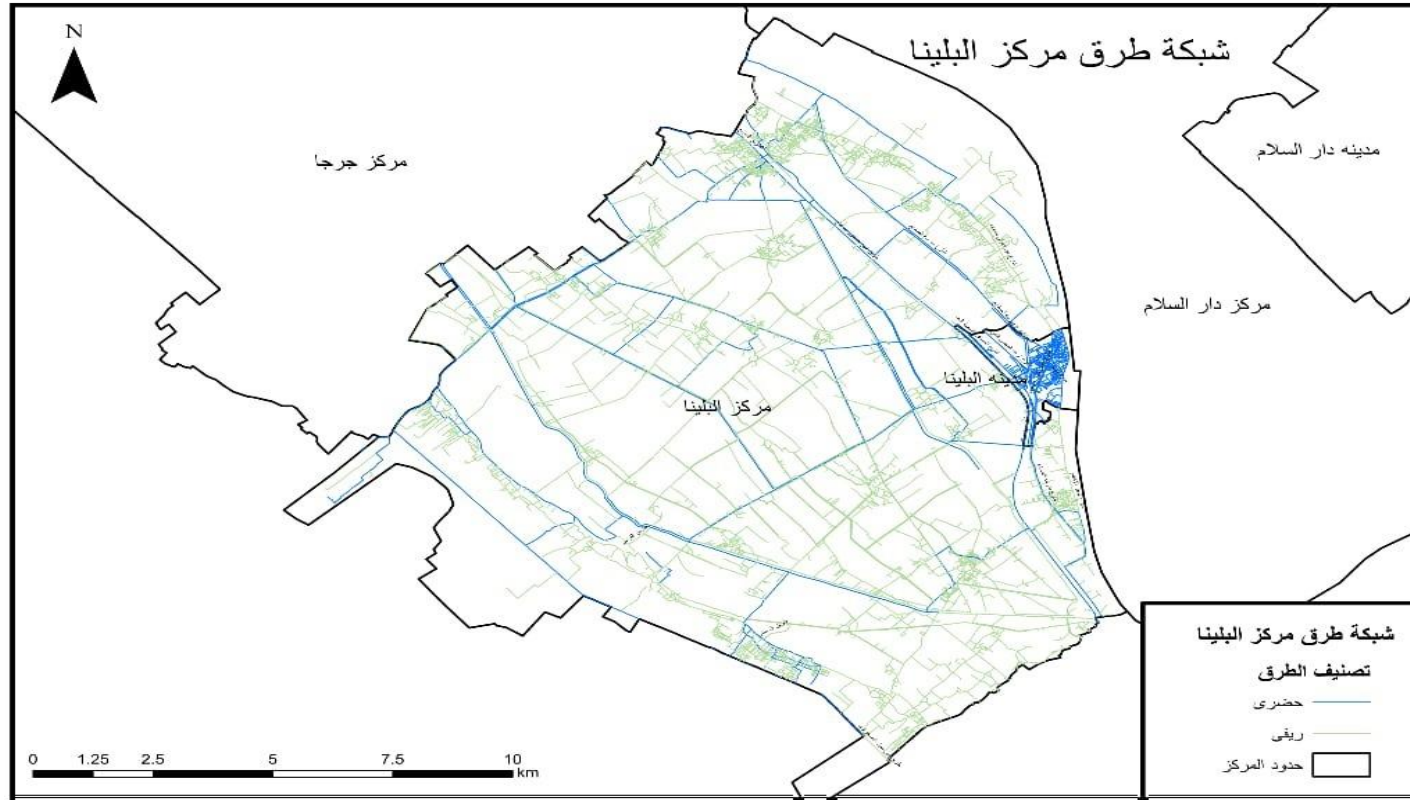 N
شبكة طرق مركز البلينا
مدينه دار السلام
مركز جرجا
مركز دار السلام
مدينه البلينا
مركز البلينا
شبكة طرق مركز البلينا
تصنيف الطرق
حضرى
ريفى
حدود المركز
0 1.25 2.5 5 7.5 10
km